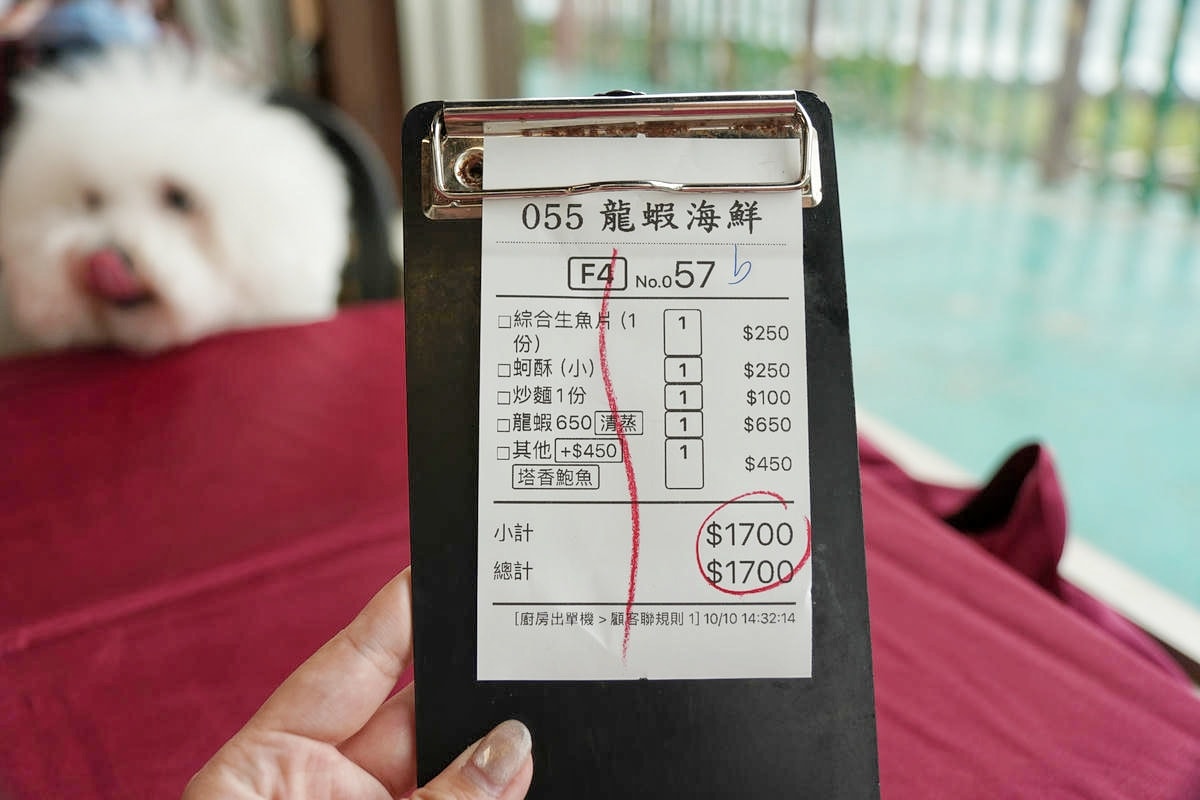 055 龍蝦海鮮
F4 No.057 b
□綜合生魚片 (1 1 $250
份)
□蚵酥 (小) 1 $250
□炒麵1份 1 $100
□龍蝦650 清蒸 1 $650
□其他 +$450 1 $450
塔香鮑魚
小計 $1700
總計 $1700
[廚房出單機 > 顧客聯規則 1] 10/10 14:32:14